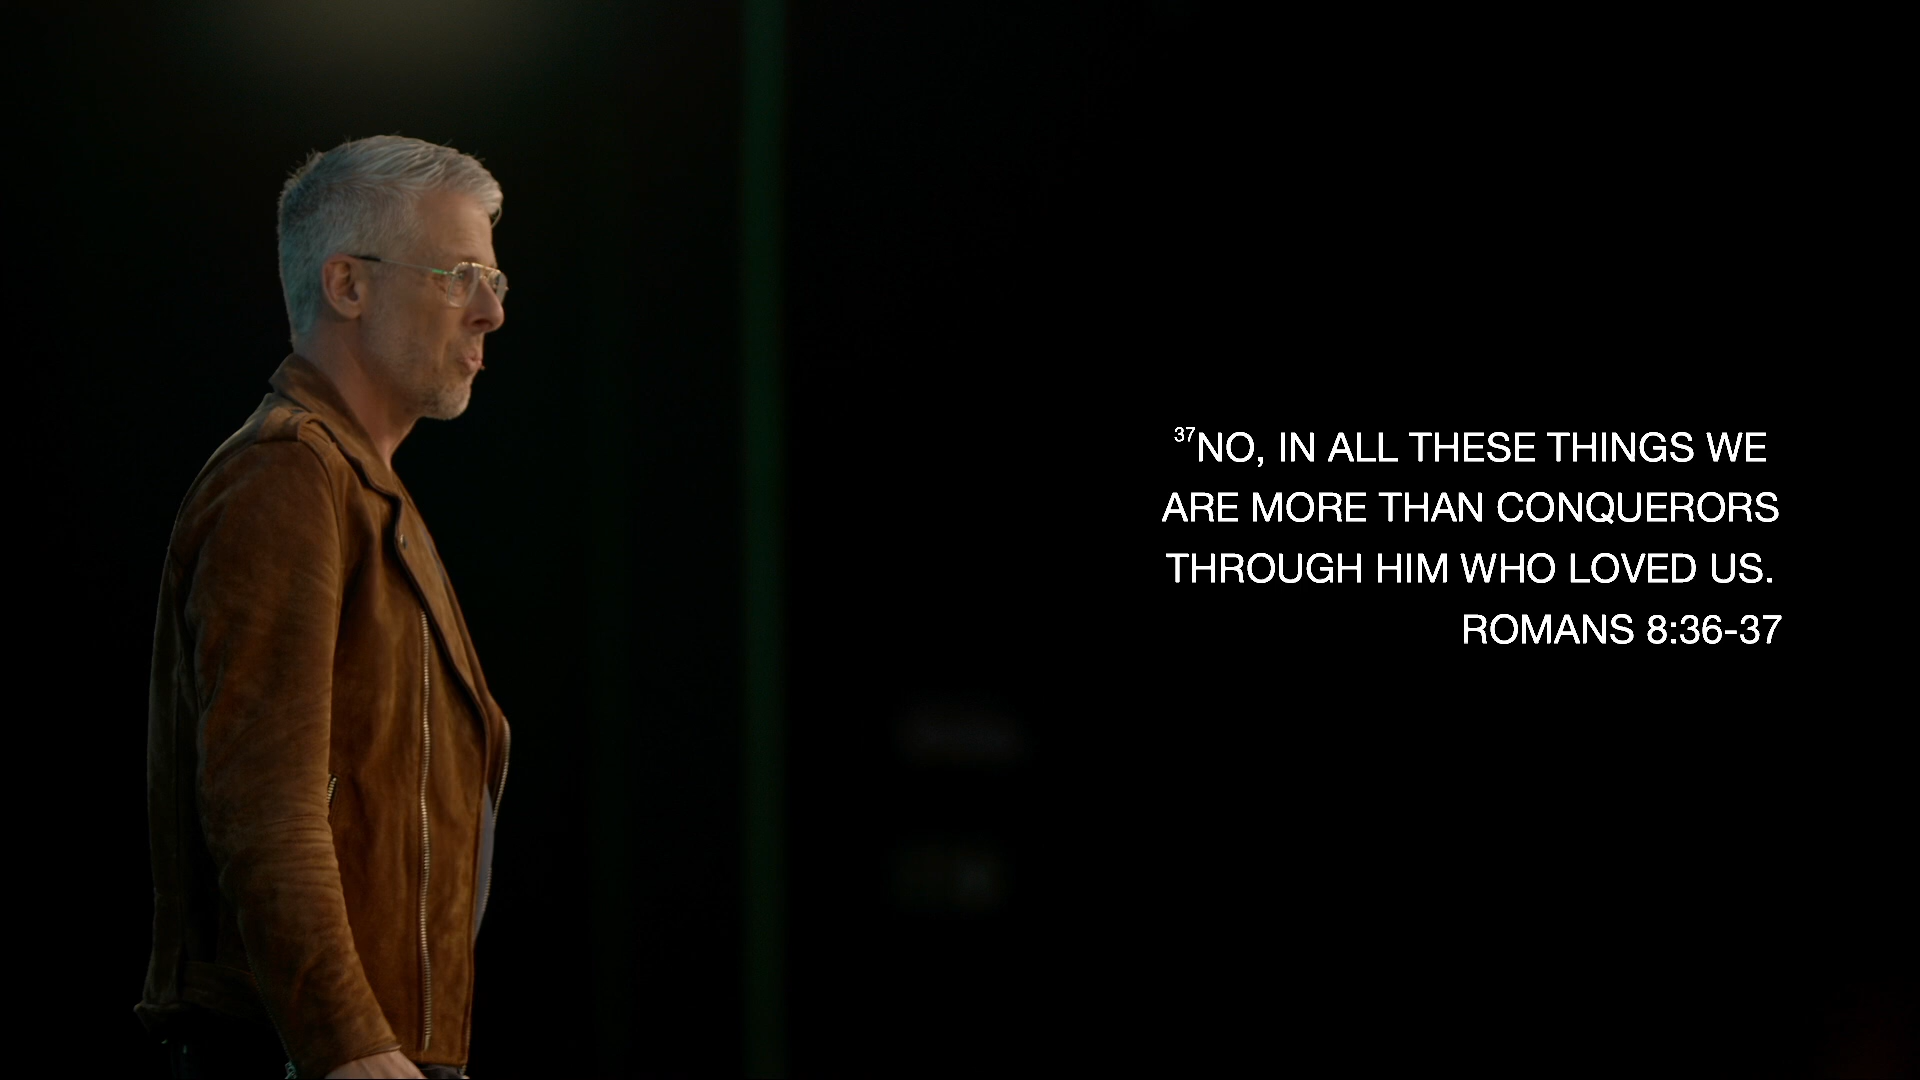 ³⁷NO, IN ALL THESE THINGS WE
ARE MORE THAN CONQUERORS
THROUGH HIM WHO LOVED US.
ROMANS 8:36-37